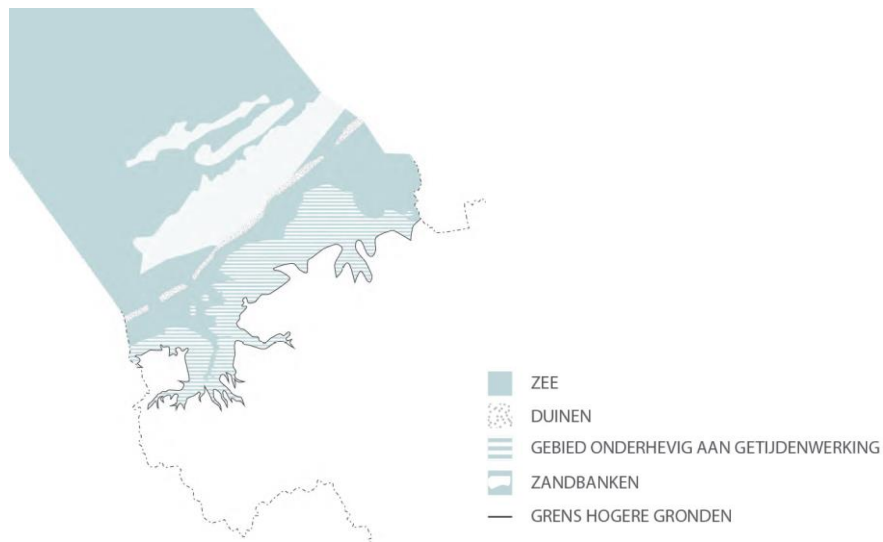 ZEE
DUINEN
GEBIED ONDERHEVIG AAN GETIJDENWERKING
ZANDBANKEN
GRENS HOGERE GRONDEN